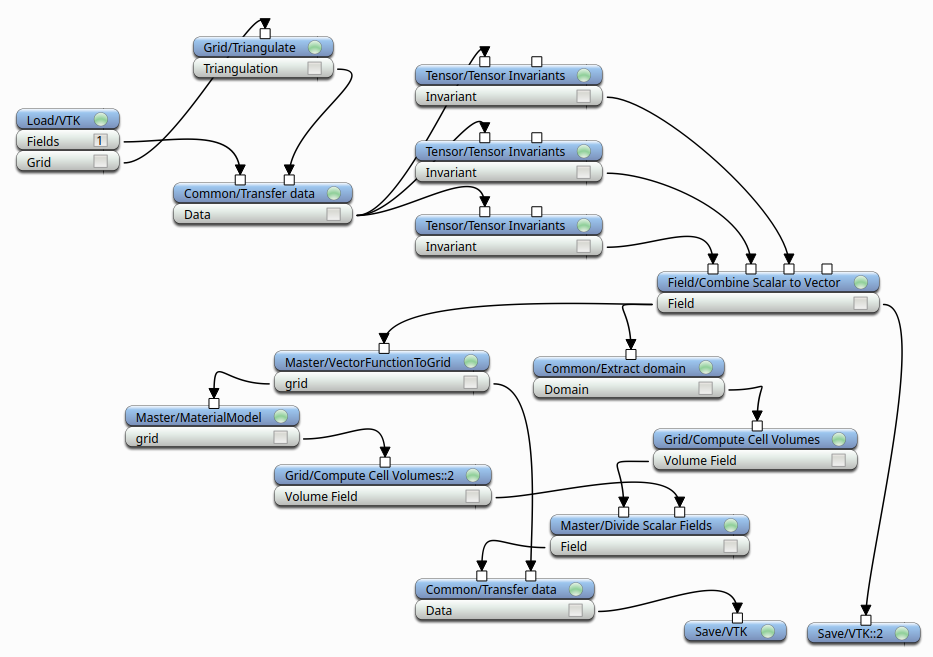 Grid/Triangulate
Triangulation
Tensor/Tensor Invariants
Invariant
Load/VTK
Fields 1
Grid
Tensor/Tensor Invariants
Invariant
Common/Transfer data
Data
Tensor/Tensor Invariants
Invariant
Field/Combine Scalar to Vector
Field
Master/VectorFunctionToGrid
grid
Common/Extract domain
Domain
Master/MaterialModel
grid
Grid/Compute Cell Volumes
Volume Field
Grid/Compute Cell Volumes::2
Volume Field
Master/Divide Scalar Fields
Field
Common/Transfer data
Data
Save/VTK
Save/VTK::2